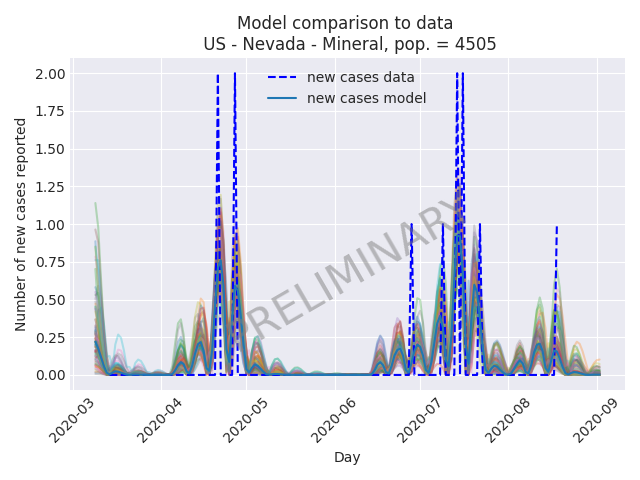 Model comparison to data
US - Nevada - Mineral, pop. = 4505
new cases data
new cases model
PRELIMINARY
Number of new cases reported
2.00
1.75
1.50
1.25
1.00
0.75
0.50
0.25
0.00
2020-03
2020-04
2020-05
2020-06
2020-07
2020-08
2020-09
Day